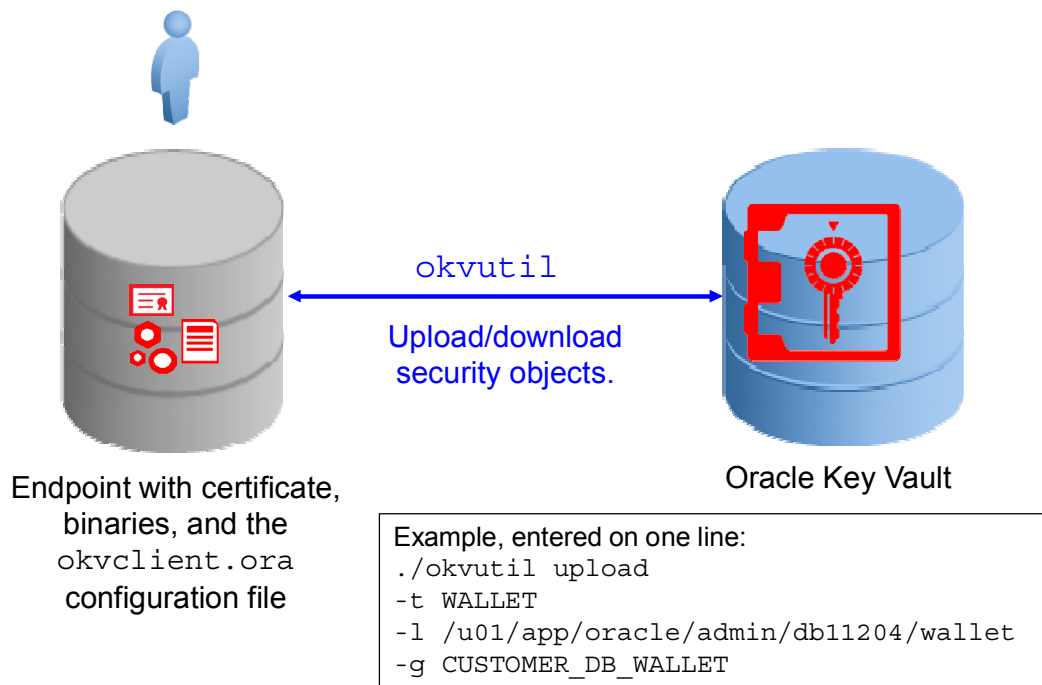 okvutil
Upload/download
security objects.
Endpoint with certificate,
binaries, and the
okvclient.ora
configuration file
Oracle Key Vault
Example, entered on one line:
./okvutil upload
-t WALLET
-l /u01/app/oracle/admin/db11204/wallet
-g CUSTOMER_DB_WALLET